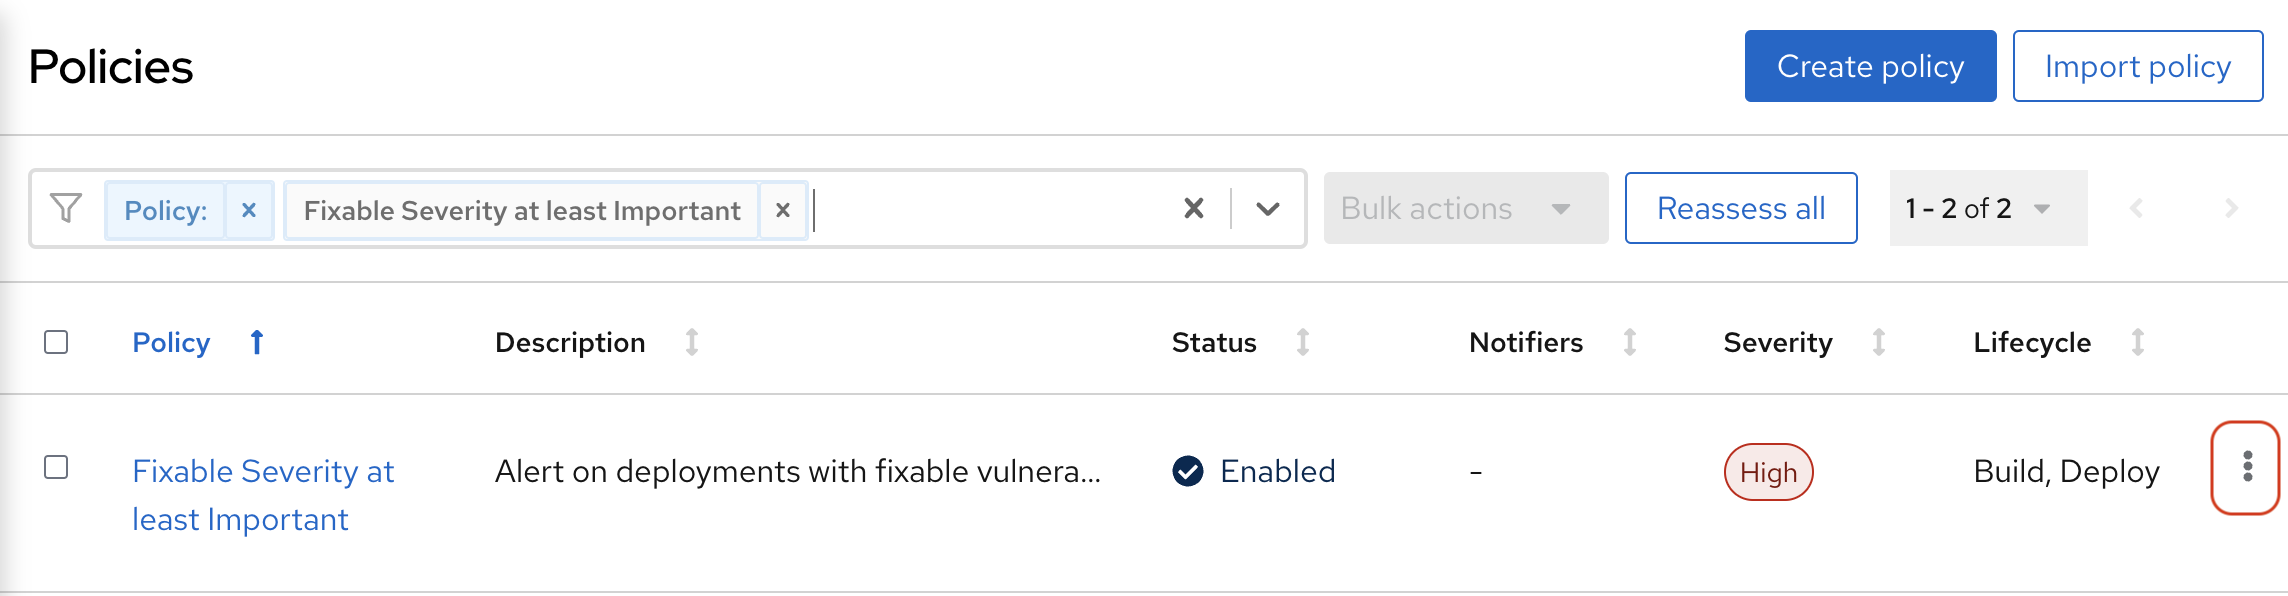 Policies
Create policy
Import policy
Policy:
Fixable Severity at least Important
Bulk actions
Reassess all
1 - 2 of 2
Policy
Description
Status
Notifiers
Severity
Lifecycle
Fixable Severity at
least Important
Alert on deployments with fixable vulnera...
Enabled
-
High
Build, Deploy